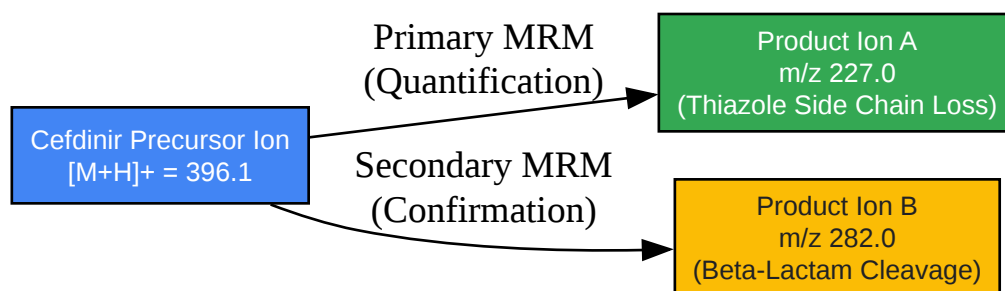 Cefdinir Precursor Ion
[M+H]+ = 396.1
Primary MRM
(Quantification)
Product Ion A
m/z 227.0
(Thiazole Side Chain Loss)
Secondary MRM
(Confirmation)
Product Ion B
m/z 282.0
(Beta-Lactam Cleavage)